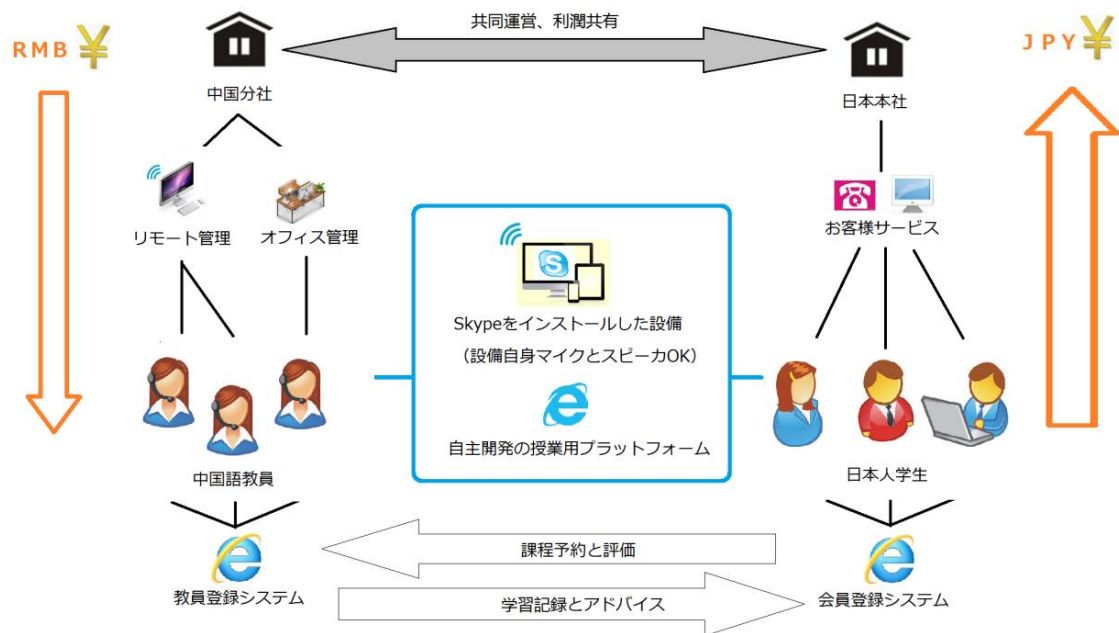 共同運営、利潤共有
RMB ¥
JPY ¥
中国分社
日本本社
リモート管理
オフィス管理
お客様サービス
Skypeをインストールした設備
（設備自身マイクとスピーカOK）
自主開発の授業用プラットフォーム
中国語教員
日本人学生
課程予約と評価
教員登録システム
会員登録システム
学習記録とアドバイス